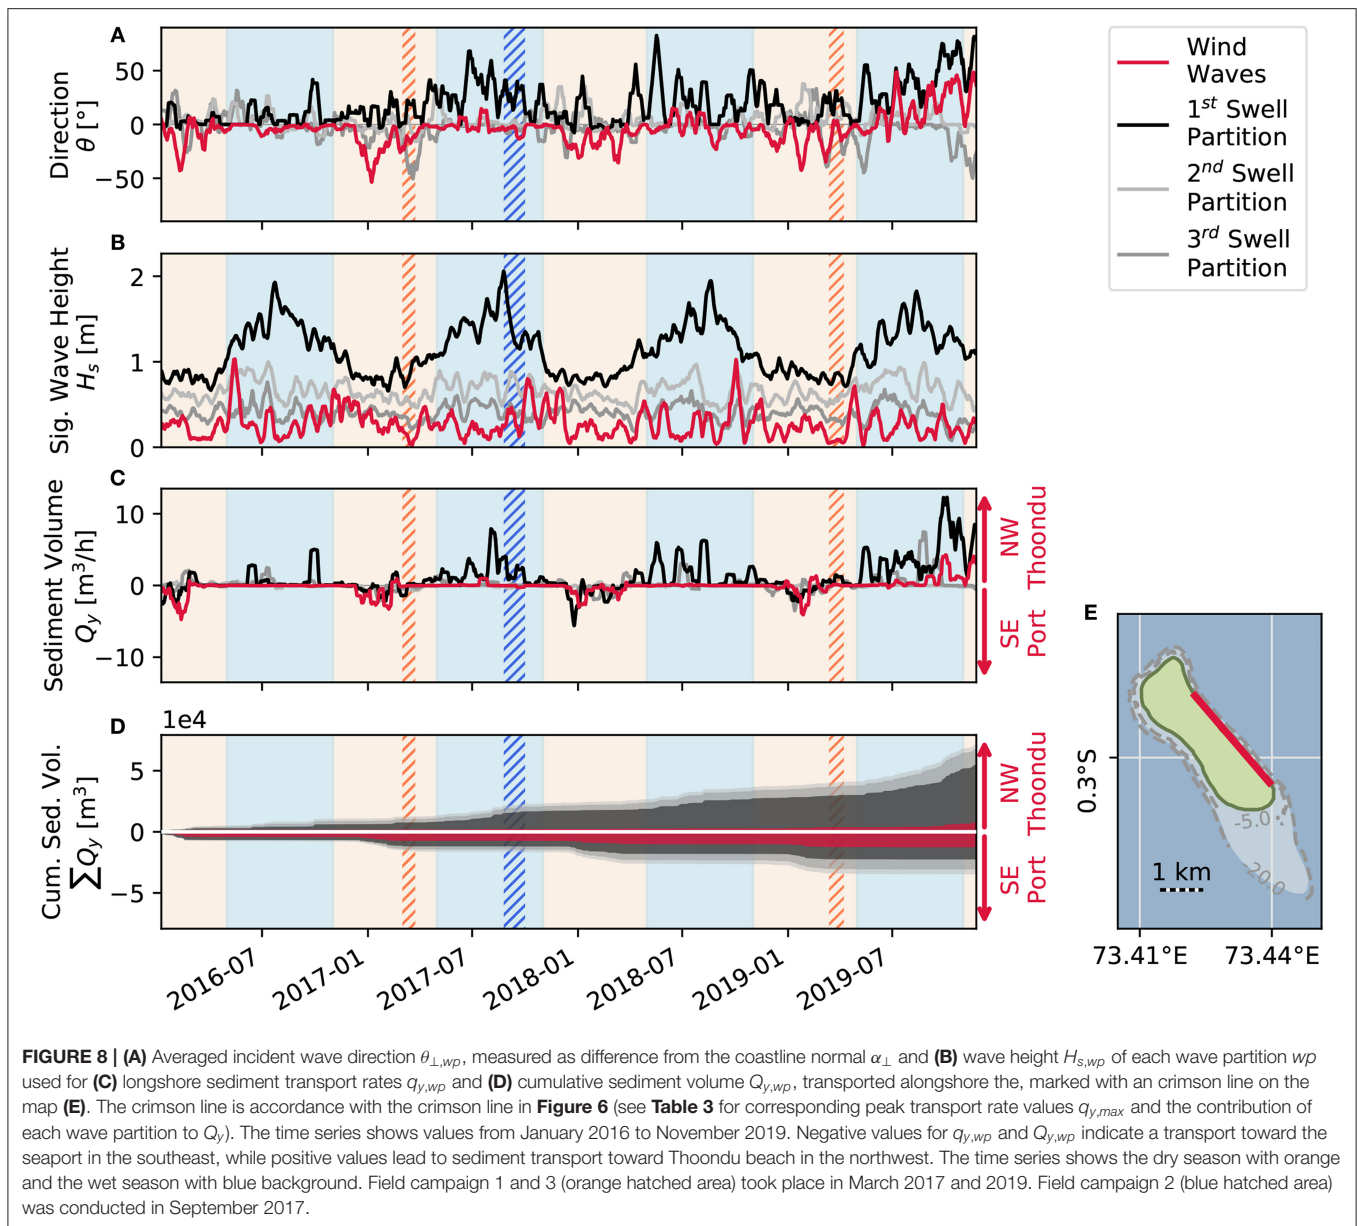 A
50
0
−50
Direction
θ [°]
Wind
Waves
1st Swell
Partition
2nd Swell
Partition
3rd Swell
Partition
B
2
1
0
Sig. Wave Height
Hs [m]
C
10
0
−10
Sediment Volume
Qy [m³/h]
NW
Thoondu
SE
Port
D
1e4
5
0
−5
Cum. Sed. Vol.
∑Qy [m³]
NW
Thoondu
SE
Port
2016-07
2017-01
2017-07
2018-01
2018-07
2019-01
2019-07
E
0.3°S
-5.0
-20.0
1 km
73.41°E
73.44°E
FIGURE 8 | (A) Averaged incident wave direction θ⊥,wp, measured as difference from the coastline normal α⊥ and (B) wave height Hs,wp of each wave partition wp
used for (C) longshore sediment transport rates qy,wp and (D) cumulative sediment volume Qy,wp, transported alongshore the, marked with an crimson line on the
map (E). The crimson line is accordance with the crimson line in Figure 6 (see Table 3 for corresponding peak transport rate values qy,max and the contribution of
each wave partition to Qy). The time series shows values from January 2016 to November 2019. Negative values for qy,wp and Qy,wp indicate a transport toward the
seaport in the southeast, while positive values lead to sediment transport toward Thoondu beach in the northwest. The time series shows the dry season with orange
and the wet season with blue background. Field campaign 1 and 3 (orange hatched area) took place in March 2017 and 2019. Field campaign 2 (blue hatched area)
was conducted in September 2017.